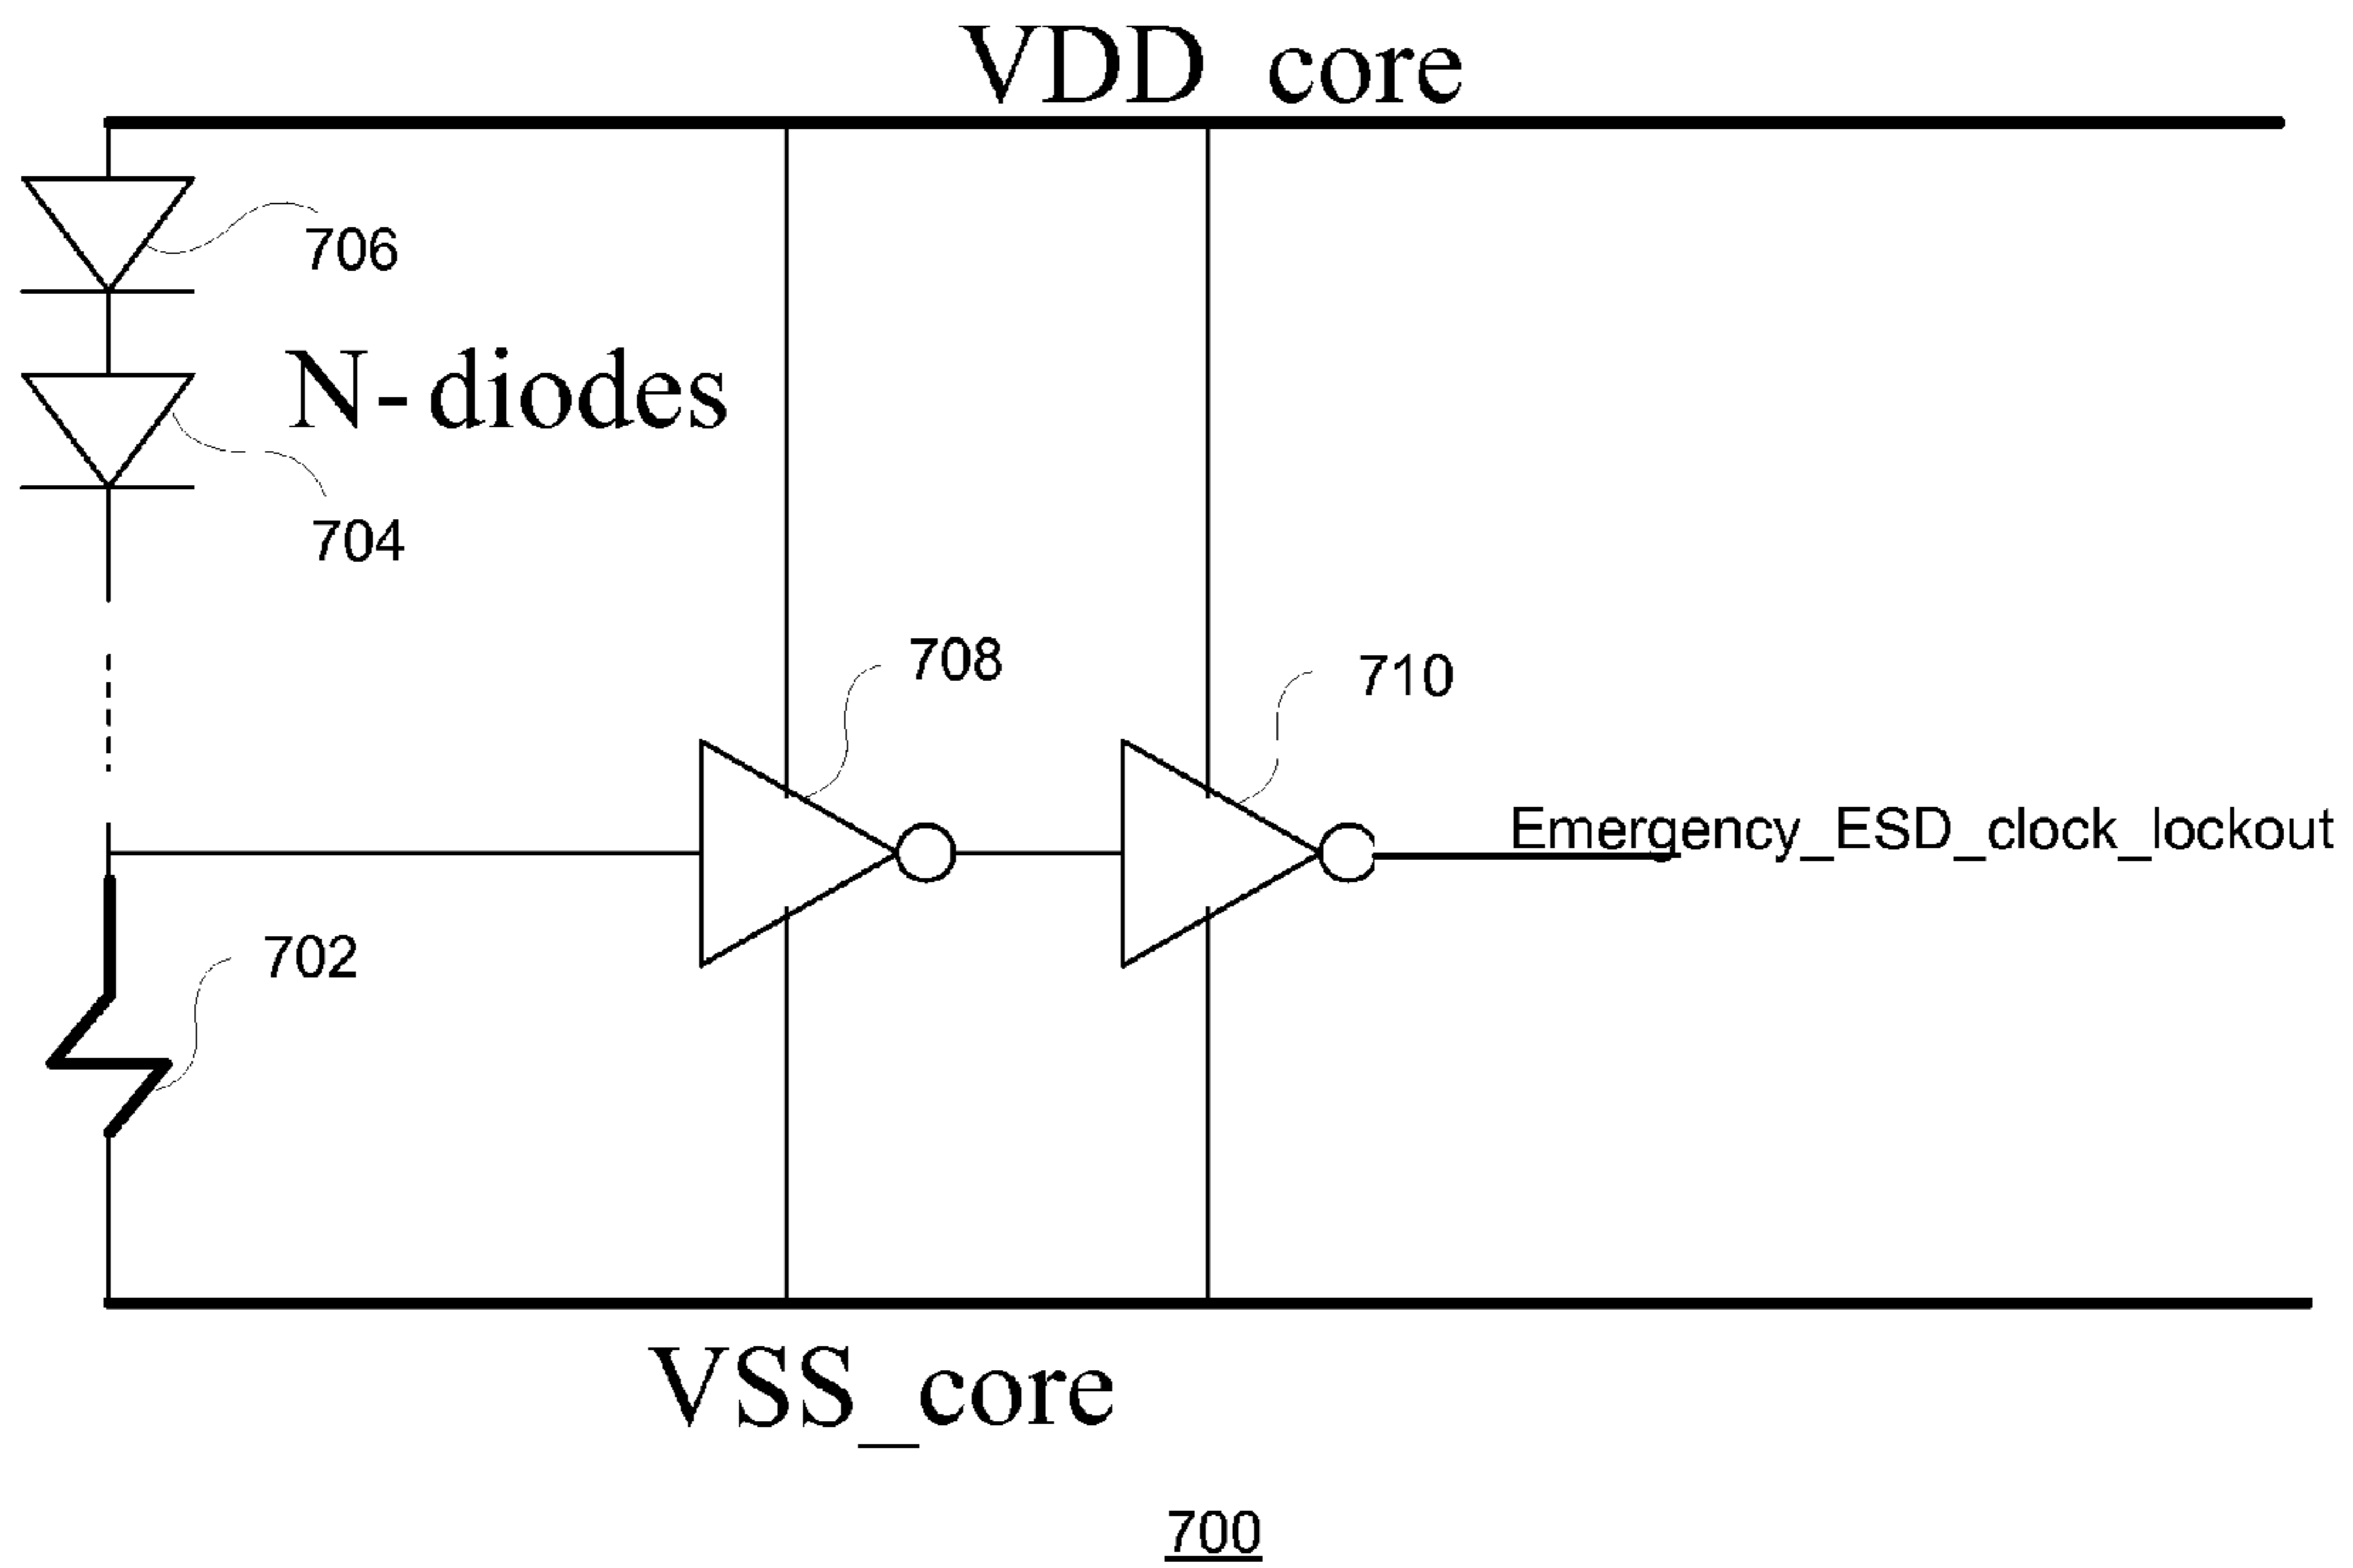 VDD core
706
N-diodes
704
708
710
Emergency_ESD_clock_lockout
702
VSS_core
700